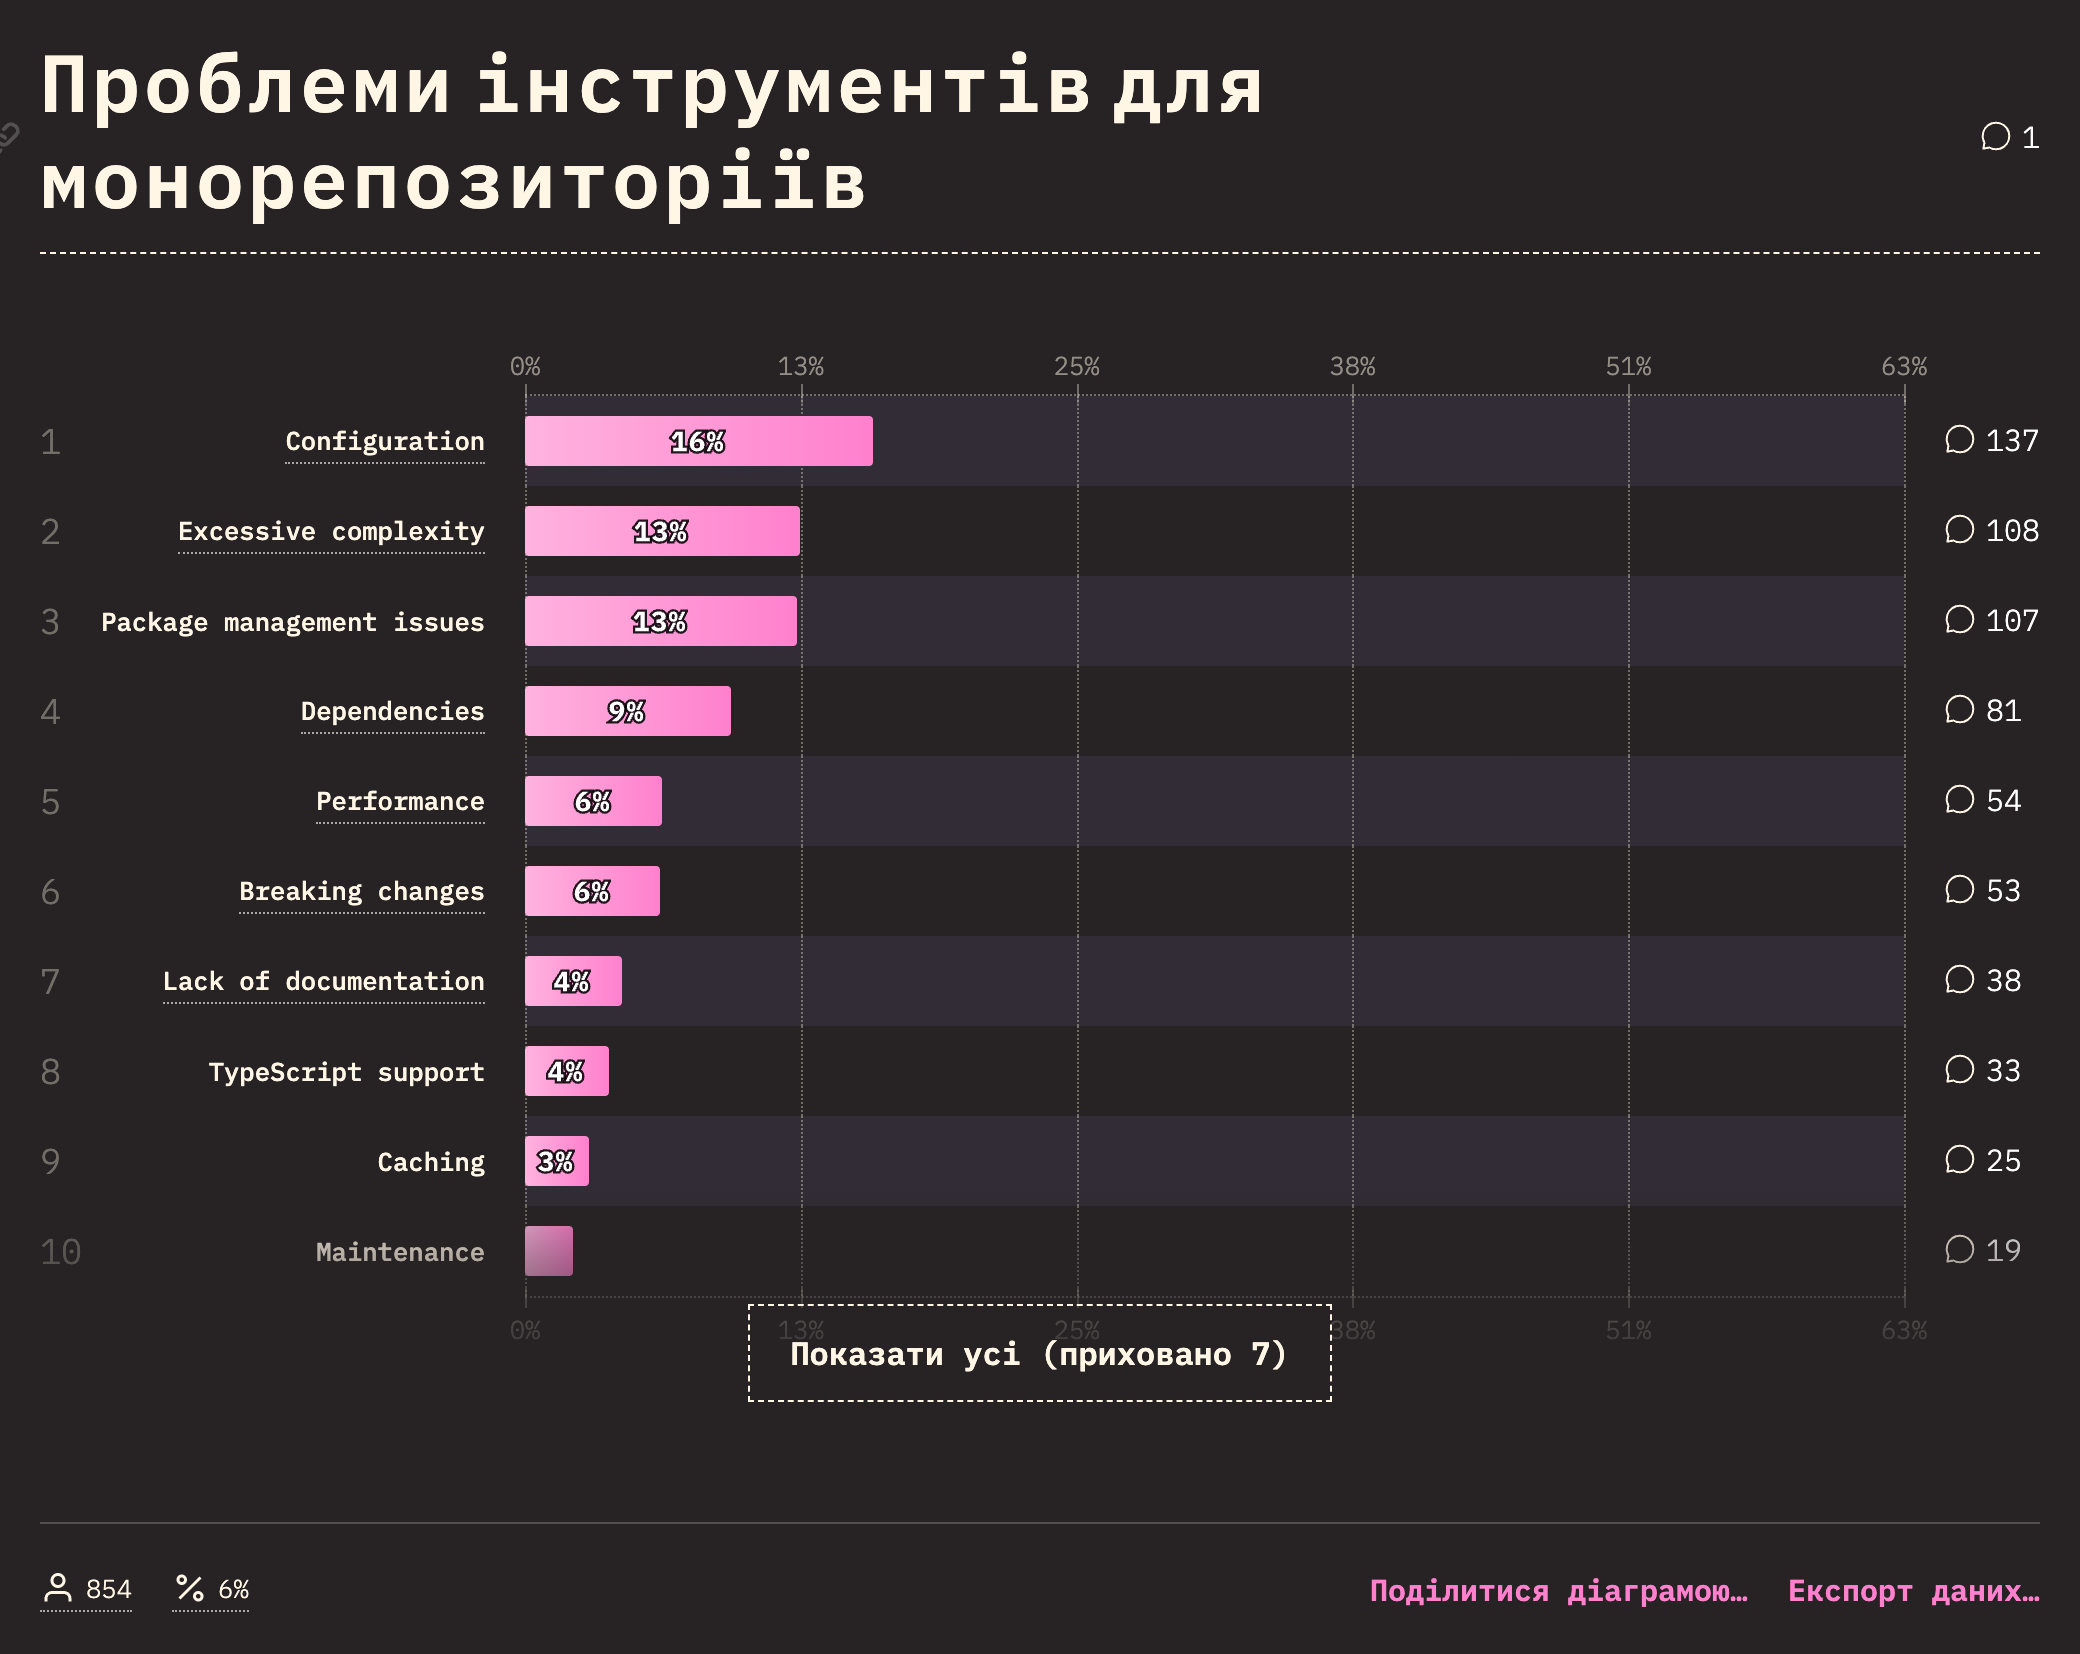 Проблеми інструментів для
монорепозиторіїв
1
0% 13% 25% 38% 51% 63%
1 Configuration 16% 137
2 Excessive complexity 13% 108
3 Package management issues 13% 107
4 Dependencies 9% 81
5 Performance 6% 54
6 Breaking changes 6% 53
7 Lack of documentation 4% 38
8 TypeScript support 4% 33
9 Caching 3% 25
10 Maintenance 19
0% 13% 25% 38% 51% 63%
Показати усі (приховано 7)
854 6% Поділитися діаграмою… Експорт даних…